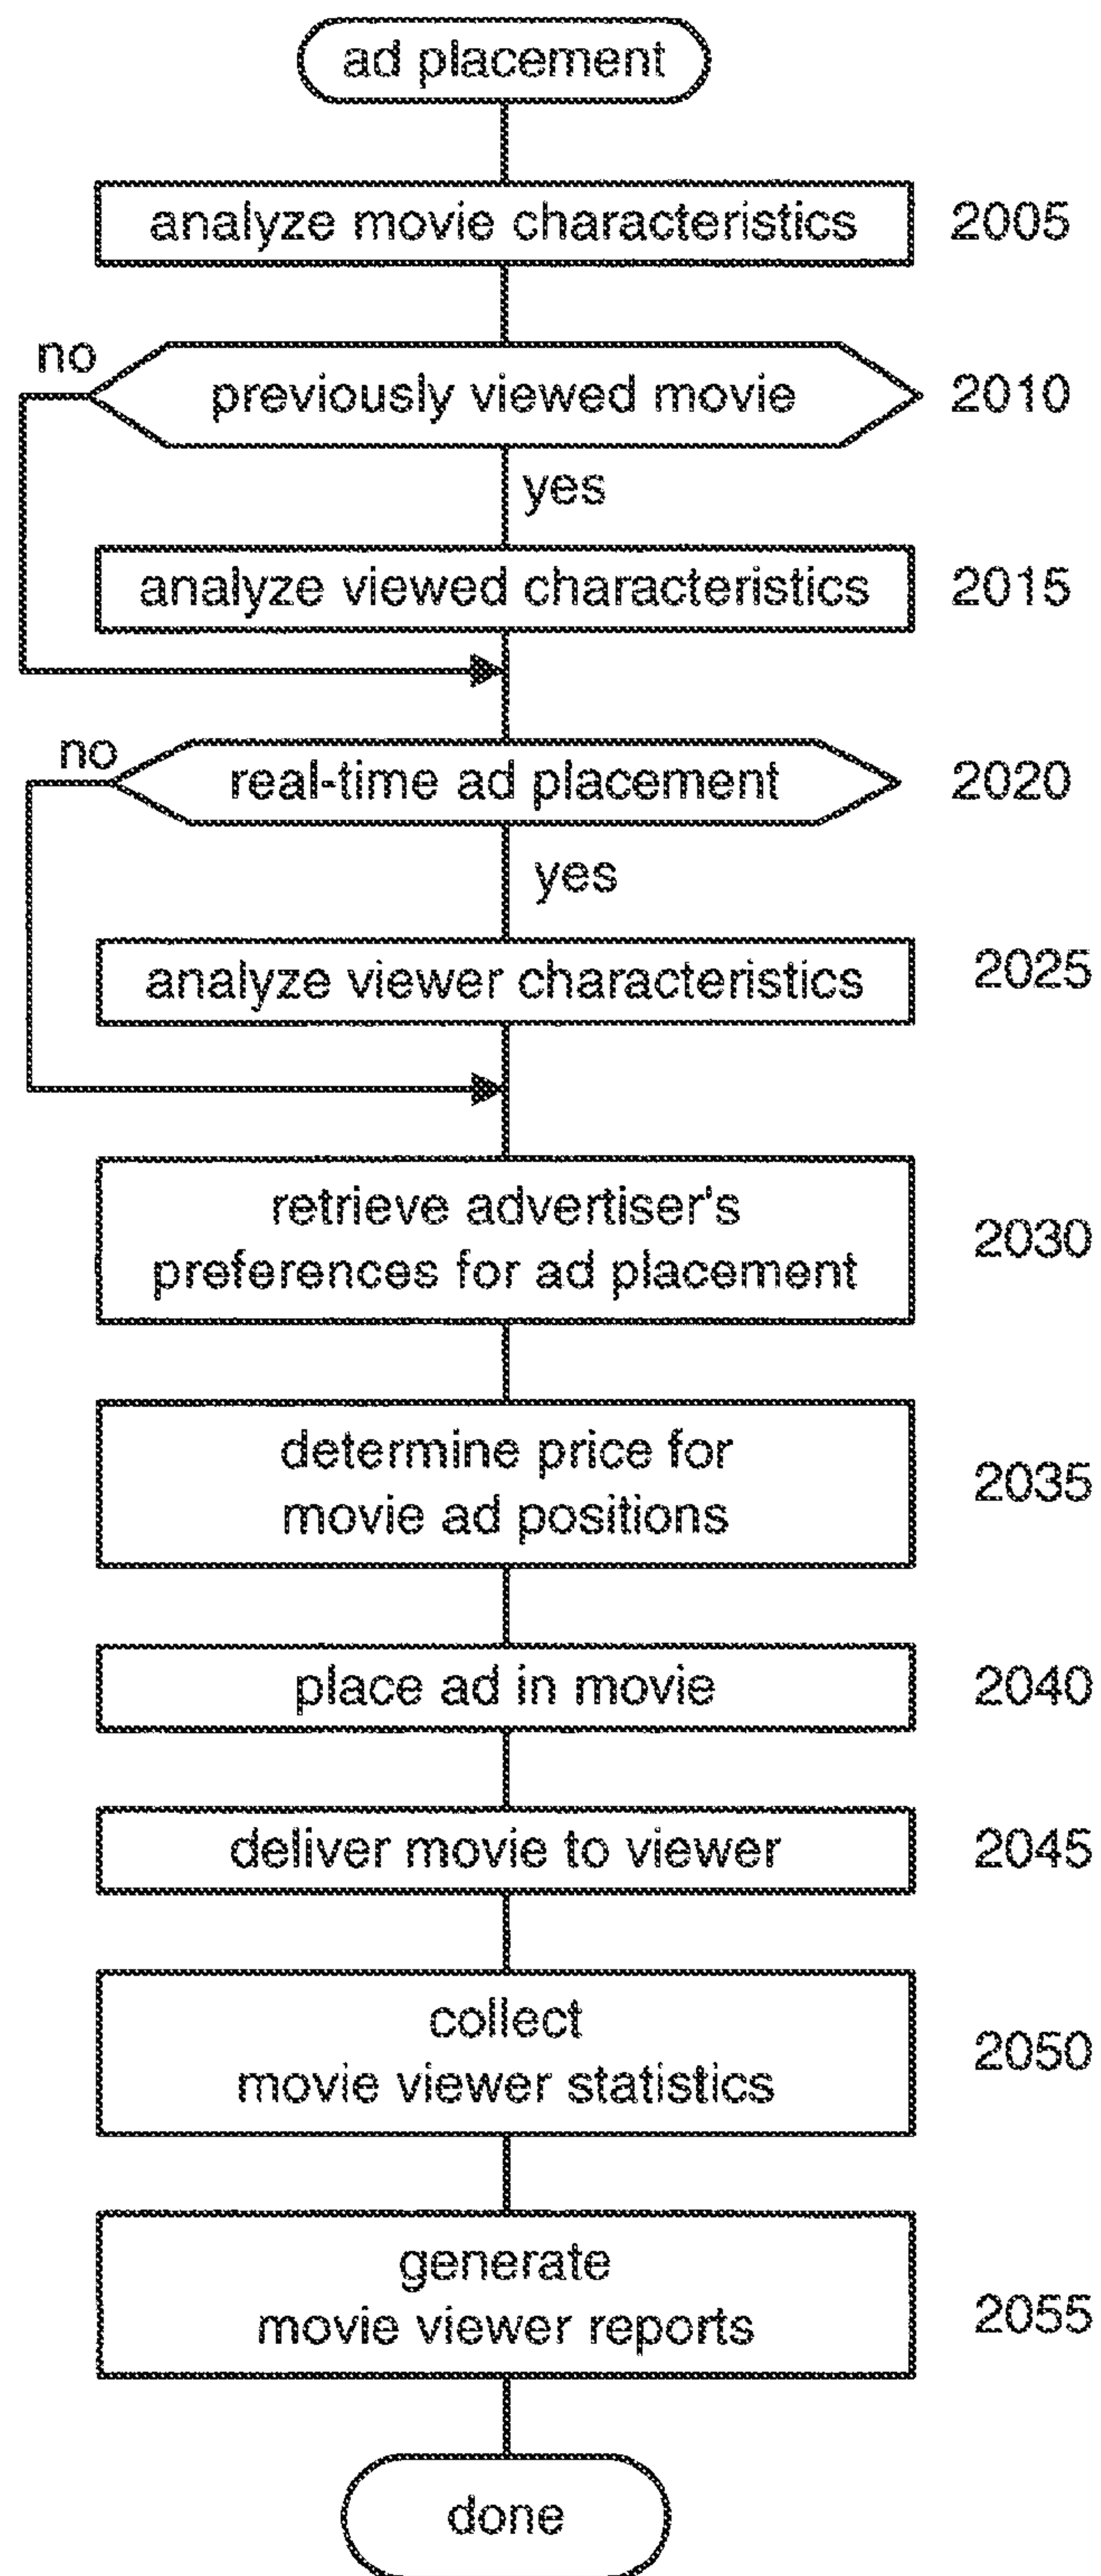 ad placement
analyze movie characteristics 2005
no
previously viewed movie 2010
yes
analyze viewed characteristics 2015
no
real-time ad placement 2020
yes
analyze viewer characteristics 2025
retrieve advertiser's
preferences for ad placement
2030
determine price for
movie ad positions
2035
place ad in movie 2040
deliver movie to viewer 2045
collect
movie viewer statistics
2050
generate
movie viewer reports
2055
done